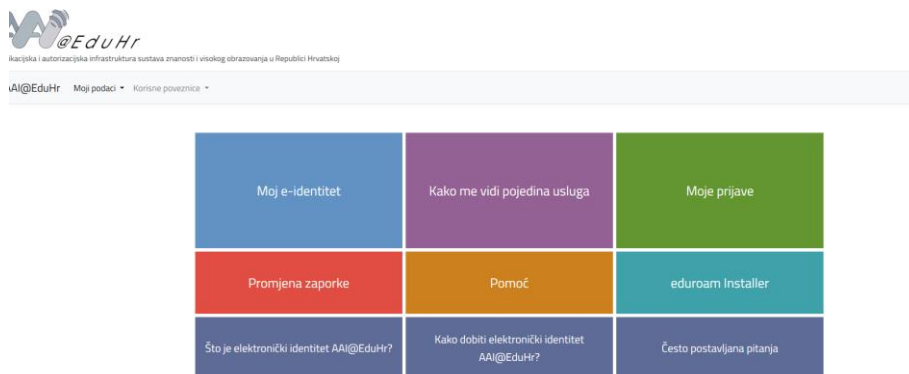 AAI@EduHr
ikacijska i autorizacijska infrastruktura sustava znanosti i visokog obrazovanja u Republici Hrvatskoj
AAI@EduHr Moji podaci Korisne poveznice
Moj e-identitet
Kako me vidi pojedina usluga
Moje prijave
Promjena zaporke
Pomoć
eduroam Installer
Što je elektronički identitet AAI@EduHr?
Kako dobiti elektronički identitet
AAI@EduHr?
Često postavljana pitanja